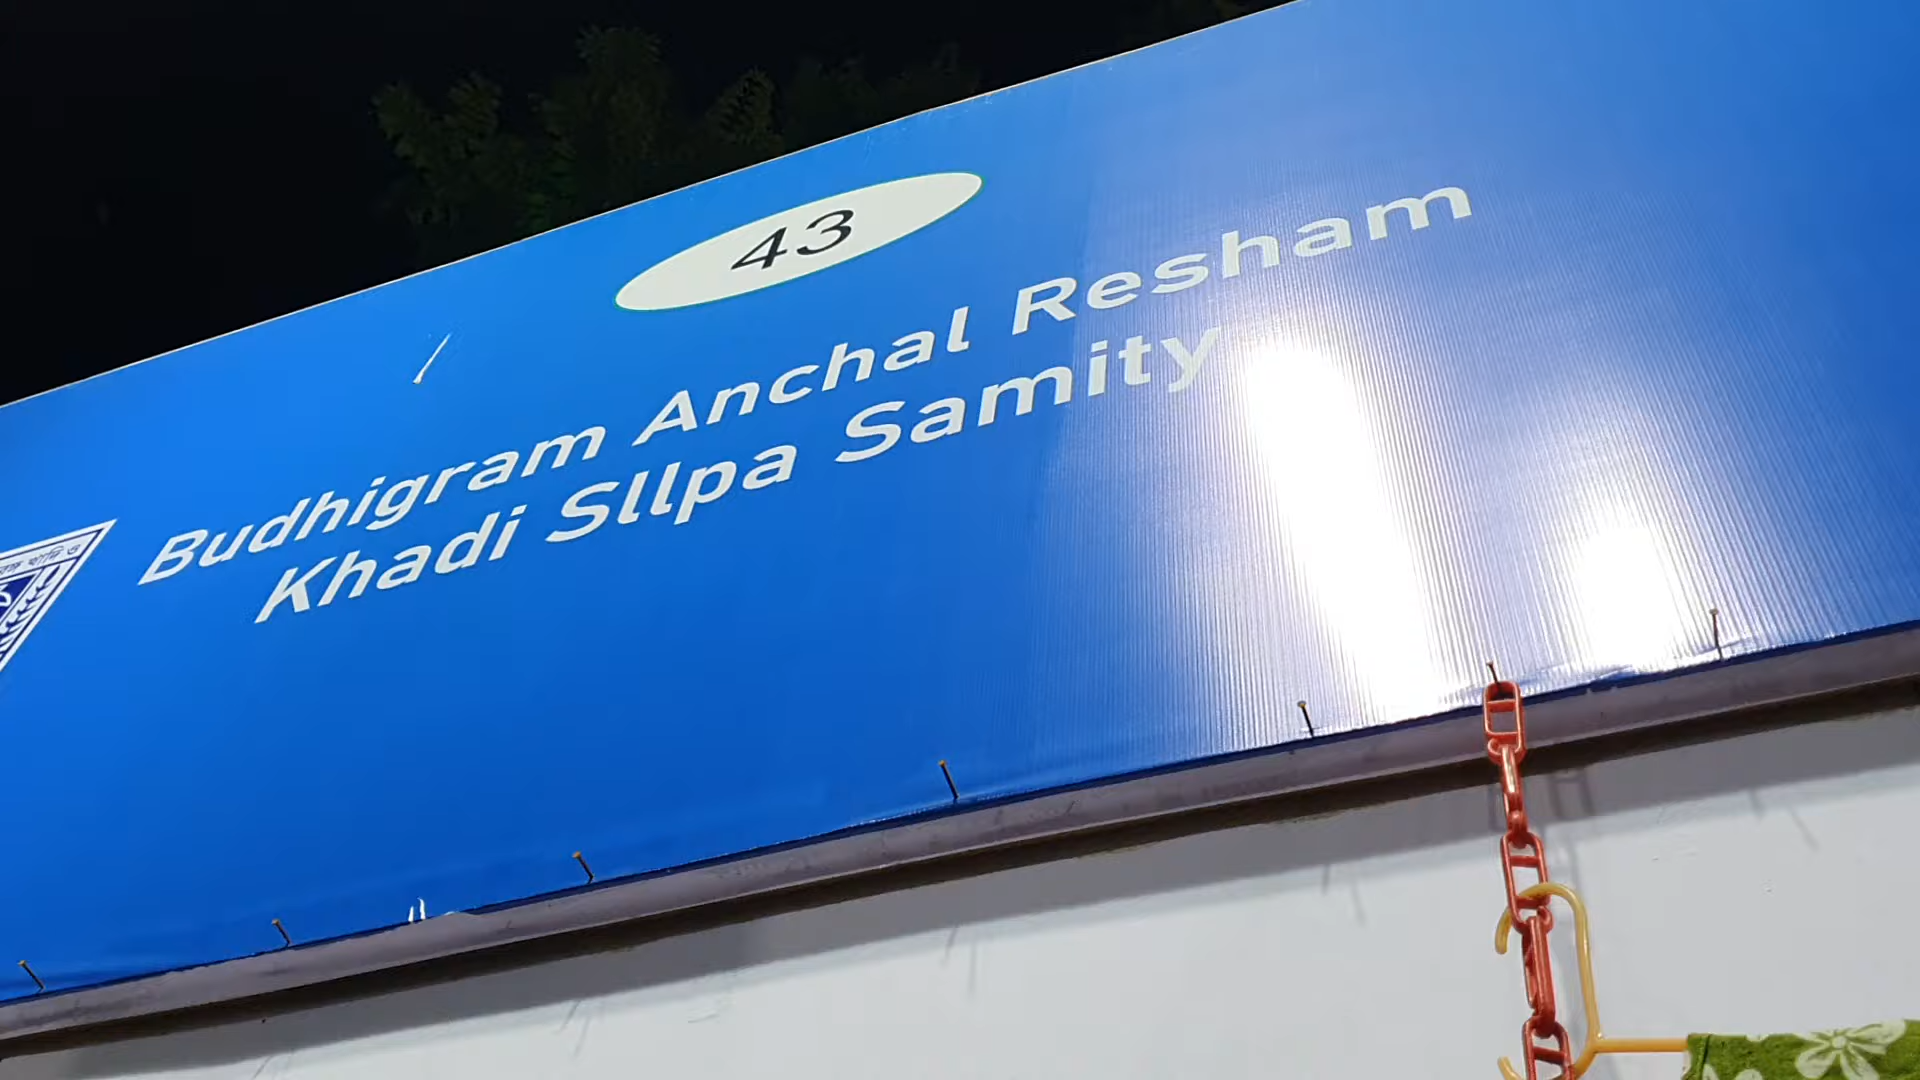 43
Budhigram Anchal Resham
Khadi Sllpa Samity
খাদি ও